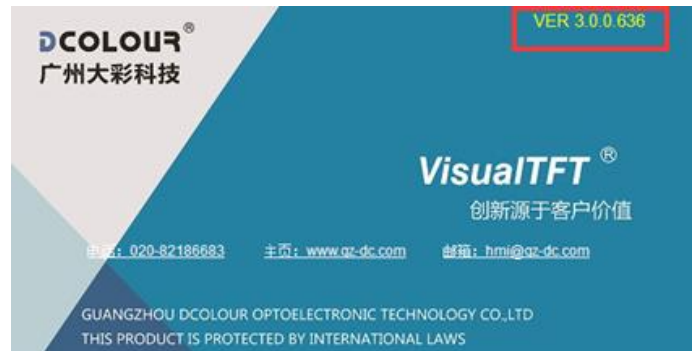 DCOLOUR®
广州大彩科技
VER 3.0.0.636
VisualTFT ®
创新源于客户价值
电话：020-82186683 主页：www.gz-dc.com 邮箱：hmi@gz-dc.com
GUANGZHOU DCOLOUR OPTOELECTRONIC TECHNOLOGY CO.,LTD
THIS PRODUCT IS PROTECTED BY INTERNATIONAL LAWS